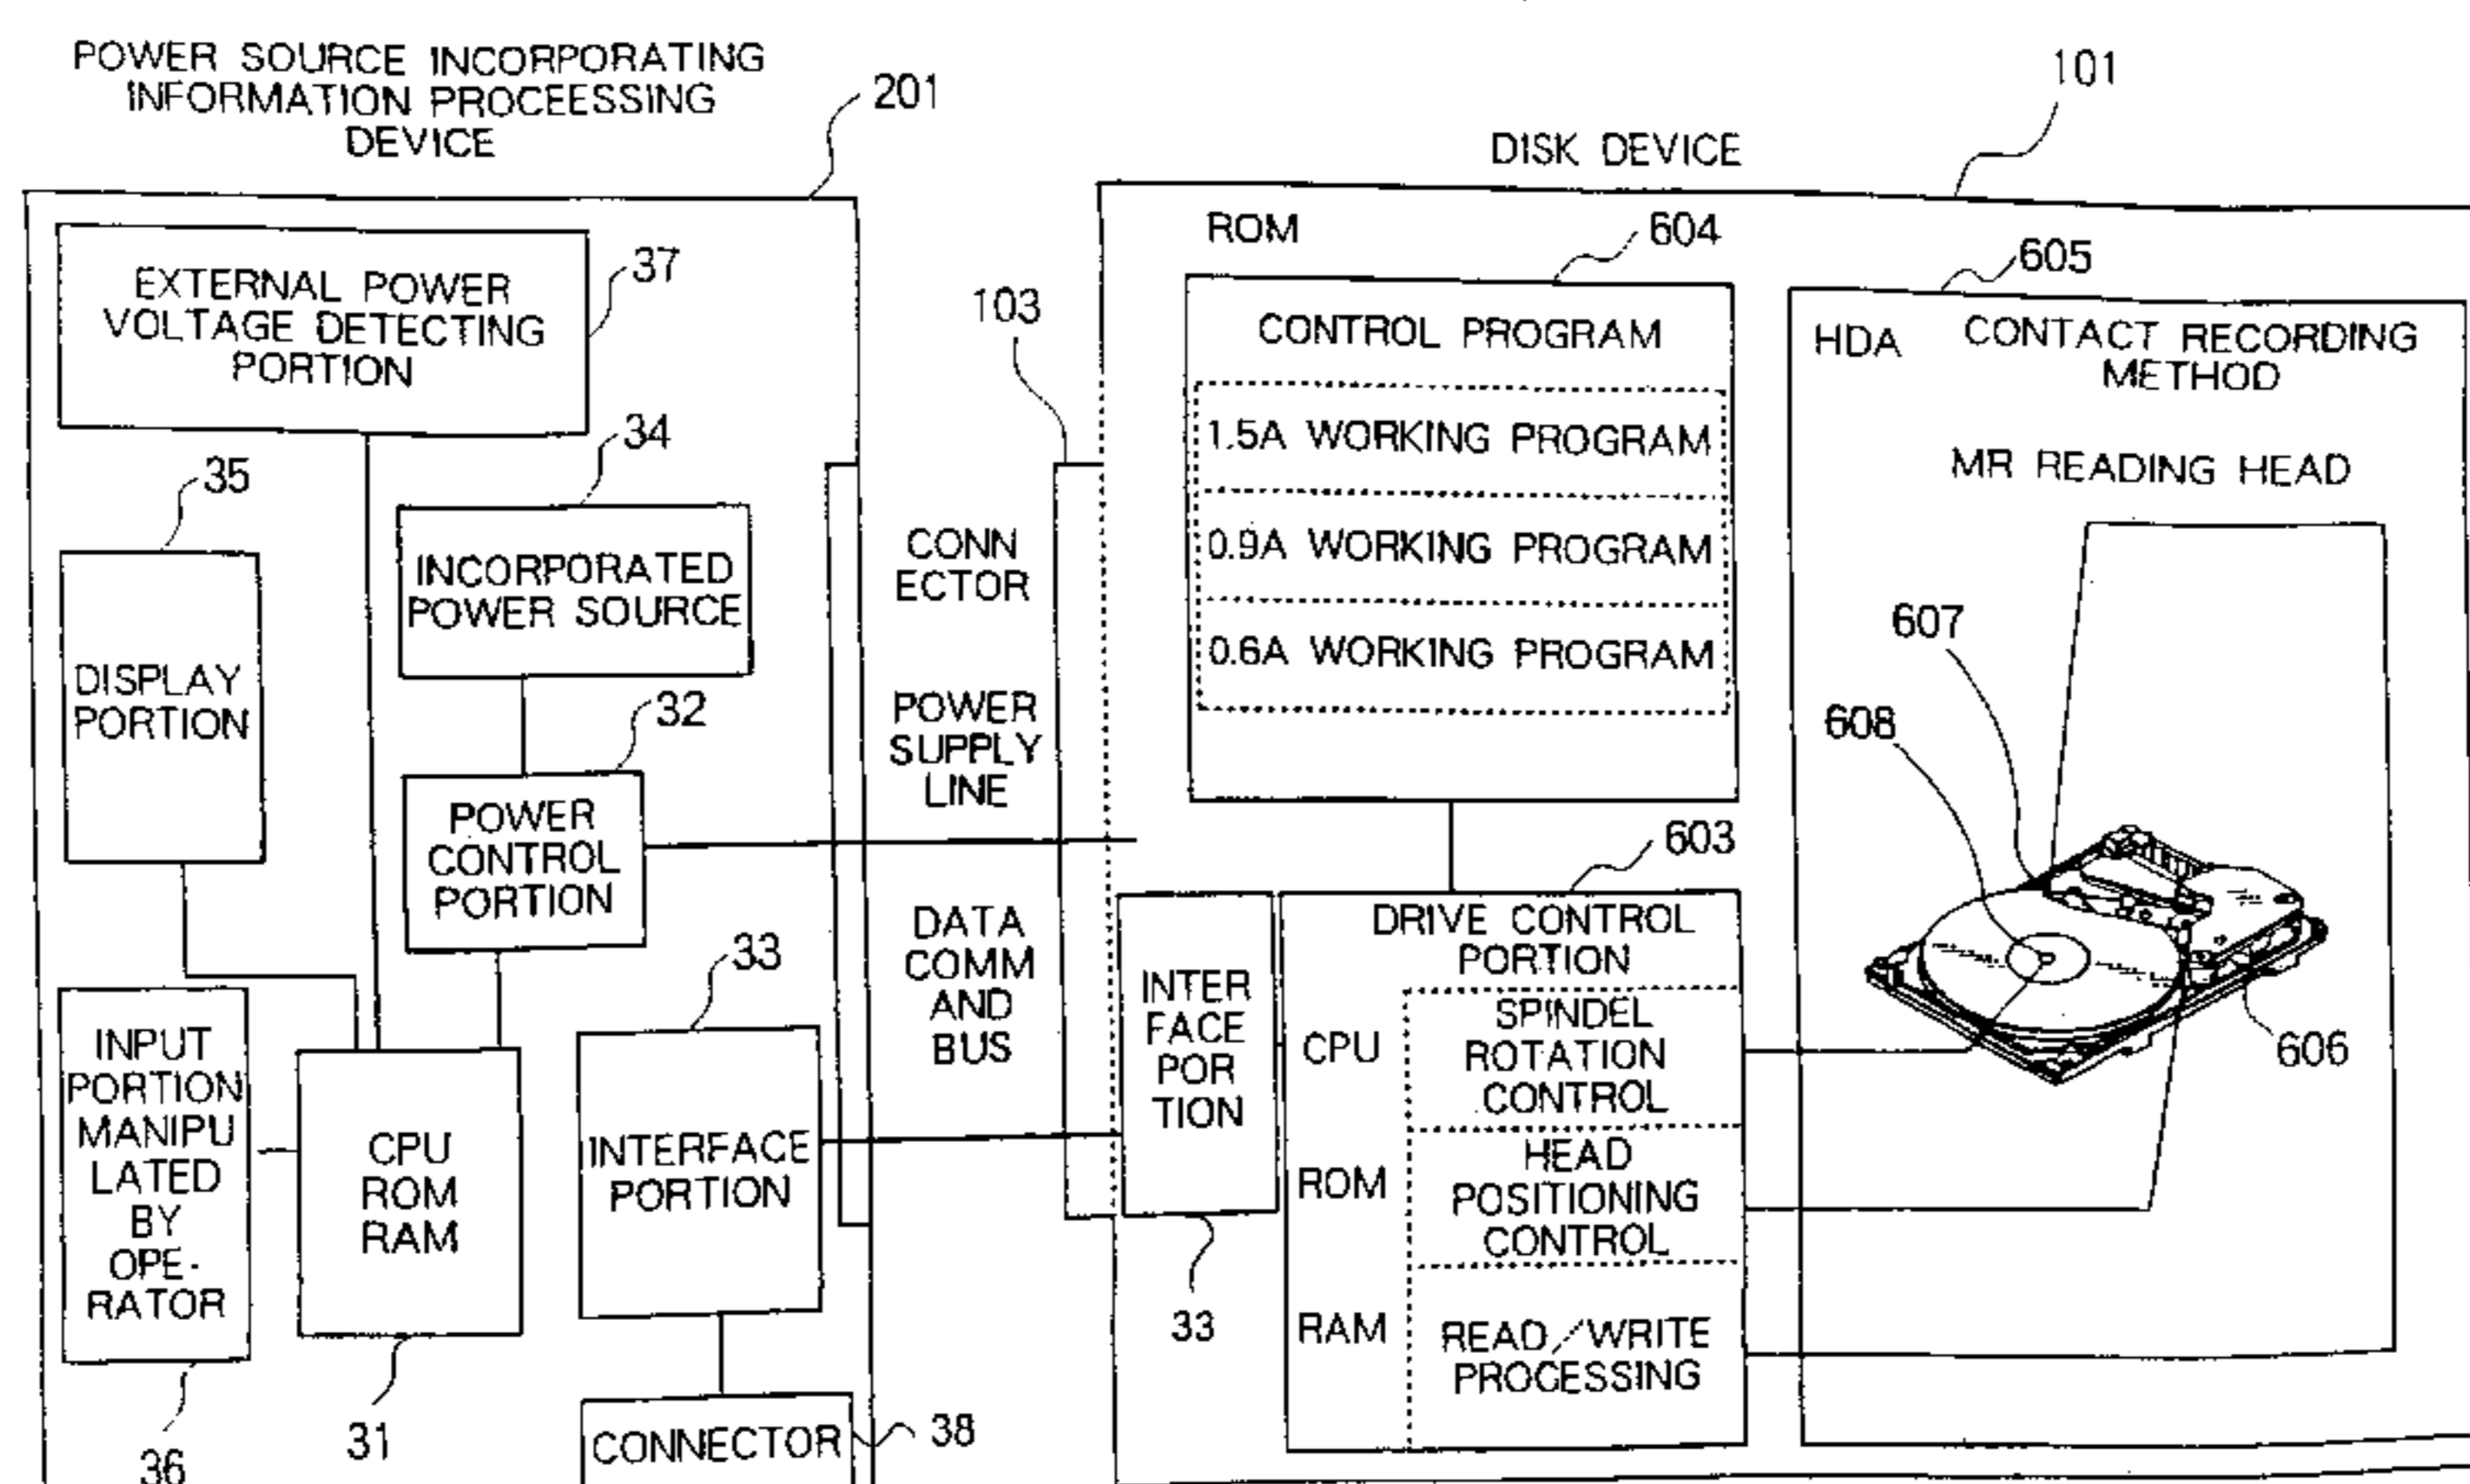 POWER SOURCE INCORPORATING
INFORMATION PROCEESSING
DEVICE
201
EXTERNAL POWER
VOLTAGE DETECTING
PORTION
37
35
34
INCORPORATED
POWER SOURCE
DISPLAY
PORTION
32
POWER
CONTROL
PORTION
33
INPUT
PORTION
MANIPU
LATED
BY
OPE-
RATOR
36
CPU
ROM
RAM
31
INTERFACE
PORTION
CONNECTOR
38
103
CONN
ECTOR
POWER
SUPPLY
LINE
DATA
COMM
AND
BUS
DISK DEVICE
101
ROM
604
CONTROL PROGRAM
1.5A WORKING PROGRAM
0.9A WORKING PROGRAM
0.6A WORKING PROGRAM
603
INTER
FACE
POR
TION
33
DRIVE CONTROL
PORTION
CPU
ROM
RAM
SPINDEL
ROTATION
CONTROL
HEAD
POSITIONING
CONTROL
READ/WRITE
PROCESSING
605
HDA
CONTACT RECORDING
METHOD
MR READING HEAD
607
608
606